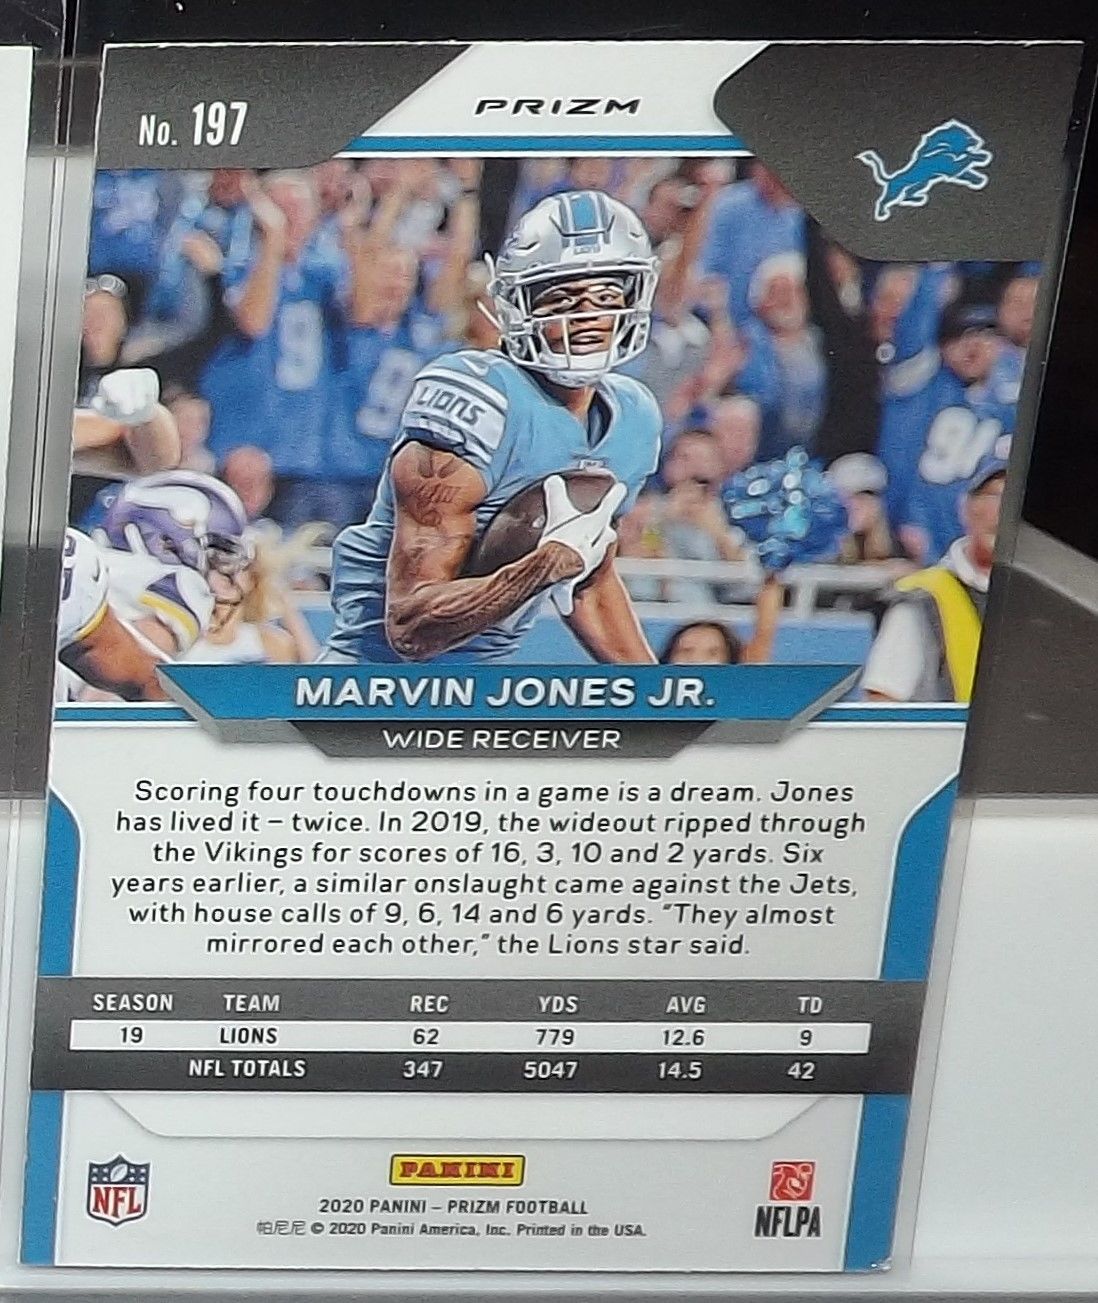 No. 197
PRIZM
LIONS
9
9
94
MARVIN JONES JR.
WIDE RECEIVER
Scoring four touchdowns in a game is a dream. Jones
has lived it – twice. In 2019, the wideout ripped through
the Vikings for scores of 16, 3, 10 and 2 yards. Six
years earlier, a similar onslaught came against the Jets,
with house calls of 9, 6, 14 and 6 yards. "They almost
mirrored each other," the Lions star said.
SEASON TEAM REC YDS AVG TD
19 LIONS 62 779 12.6 9
NFL TOTALS 347 5047 14.5 42
NFL
PANINI
NFLPA
2020 PANINI – PRIZM FOOTBALL
帕尼尼 © 2020 Panini America, Inc. Printed in the USA.